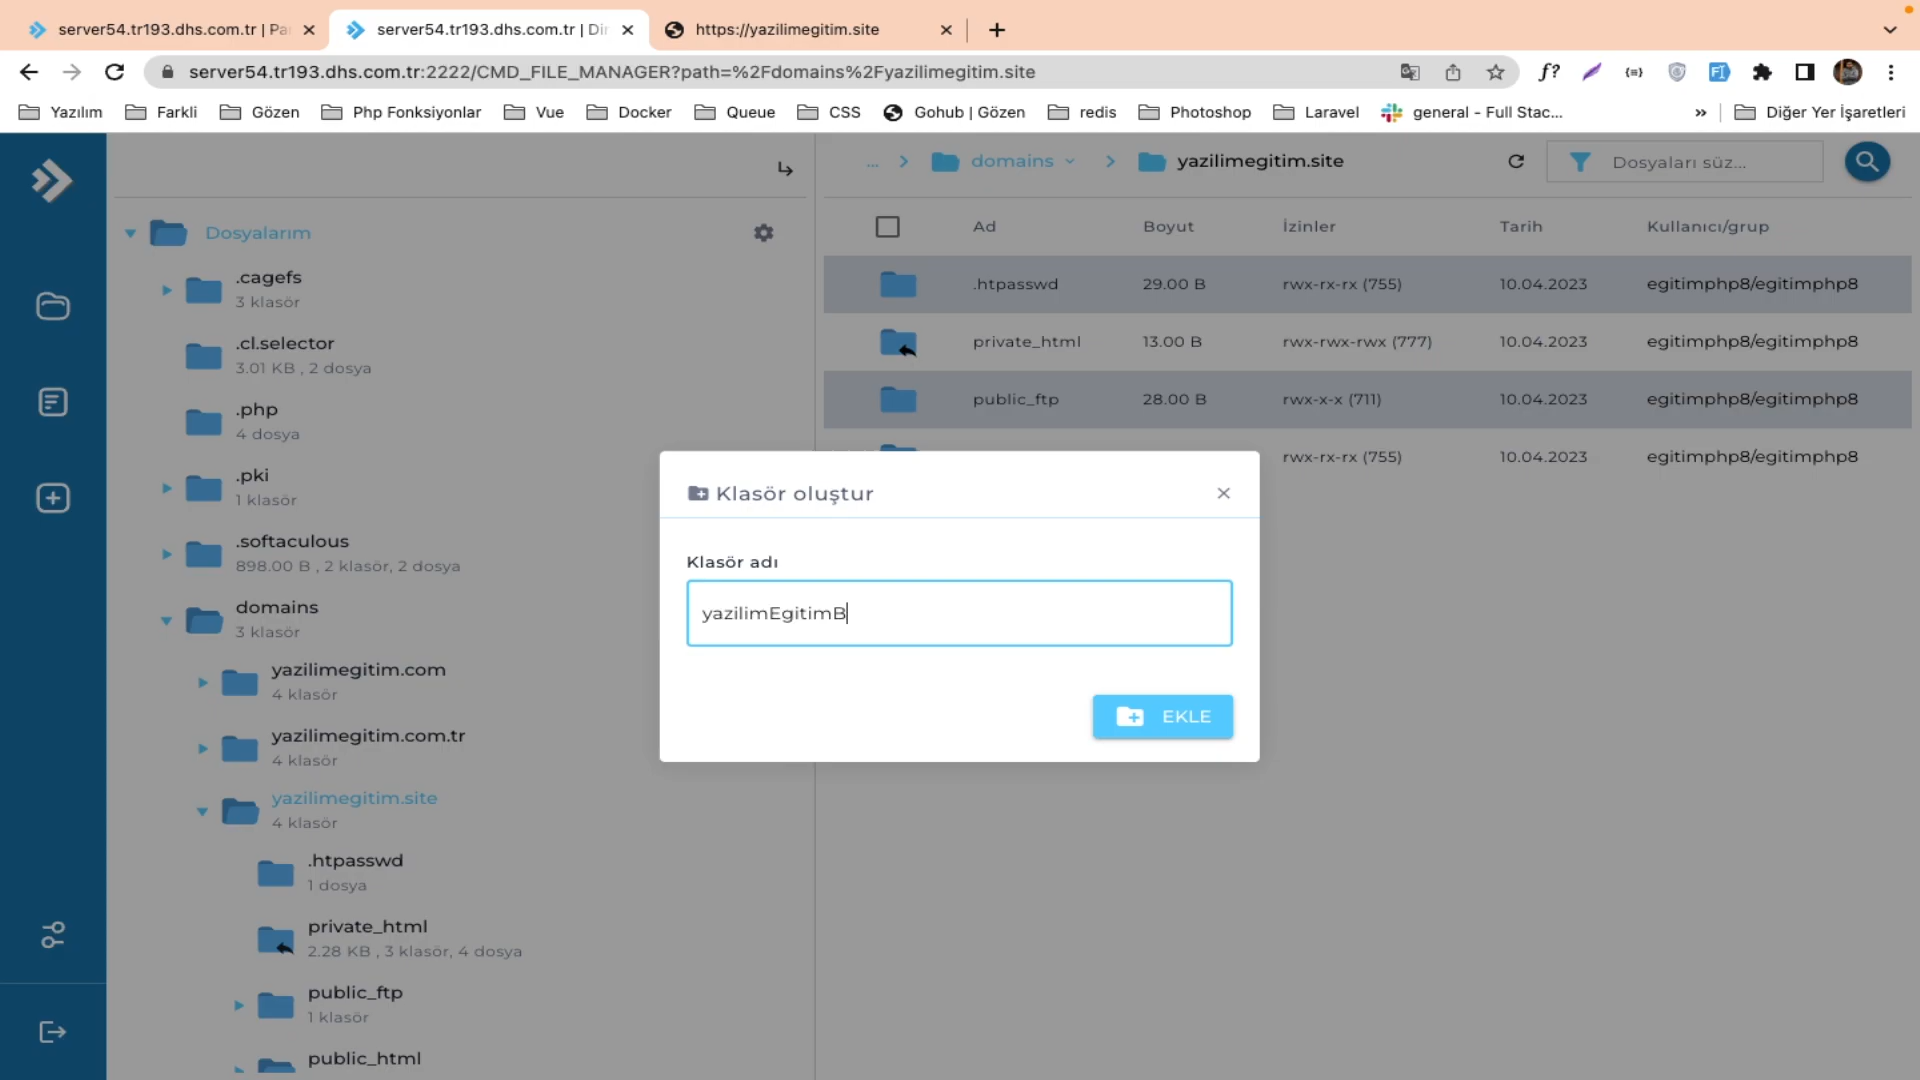 server54.tr193.dhs.com.tr | Pa
server54.tr193.dhs.com.tr | Dir
https://yazilimegitim.site
server54.tr193.dhs.com.tr:2222/CMD_FILE_MANAGER?path=%2Fdomains%2Fyazilimegitim.site
f?
{=}
FI
Yazılım
Farkli
Gözen
Php Fonksiyonlar
Vue
Docker
Queue
CSS
Gohub | Gözen
redis
Photoshop
Laravel
general - Full Stac...
»
Diğer Yer İşaretleri
... > domains > yazilimegitim.site
Dosyaları süz...
Dosyalarım
.cagefs
3 klasör
.cl.selector
3.01 KB , 2 dosya
.php
4 dosya
.pki
1 klasör
.softaculous
898.00 B , 2 klasör, 2 dosya
domains
3 klasör
yazilimegitim.com
4 klasör
yazilimegitim.com.tr
4 klasör
yazilimegitim.site
4 klasör
.htpasswd
1 dosya
private_html
2.28 KB , 3 klasör, 4 dosya
public_ftp
1 klasör
public_html
Ad Boyut İzinler Tarih Kullanıcı/grup
.htpasswd 29.00 B rwx-rx-rx (755) 10.04.2023 egitimphp8/egitimphp8
private_html 13.00 B rwx-rwx-rwx (777) 10.04.2023 egitimphp8/egitimphp8
public_ftp 28.00 B rwx-x-x (711) 10.04.2023 egitimphp8/egitimphp8
rwx-rx-rx (755) 10.04.2023 egitimphp8/egitimphp8
Klasör oluştur
Klasör adı
yazilimEgitimB
EKLE